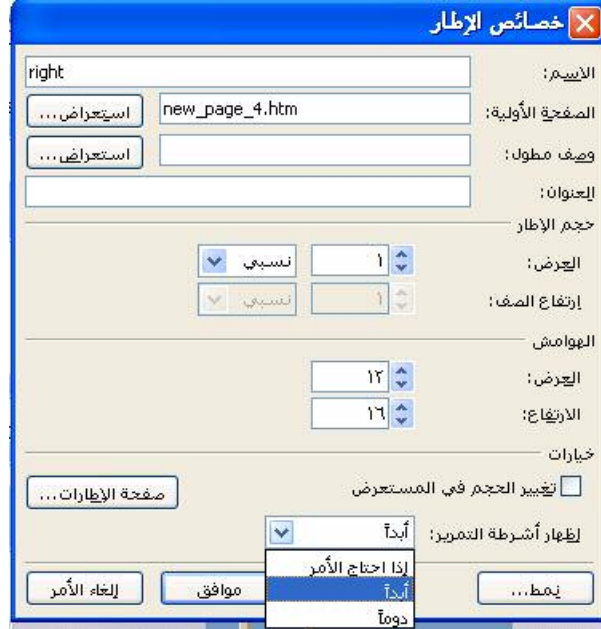 خصائص الإطار
الاسم: right
الصفحة الأولية: new_page_4.htm استعراض...
وصف مطول: استعراض...
العنوان:
حجم الإطار
العرض: ١ نسبي
إرتفاع الصف: ١ نسبي
الهوامش
العرض: ١٢
الارتفاع: ١٦
خيارات
تغيير الحجم في المستعرض صفحة الإطارات...
إظهار أشرطة التمرير: أبداً
إذا احتاج الأمر
أبداً
دوماً
نمط... موافق إلغاء الأمر